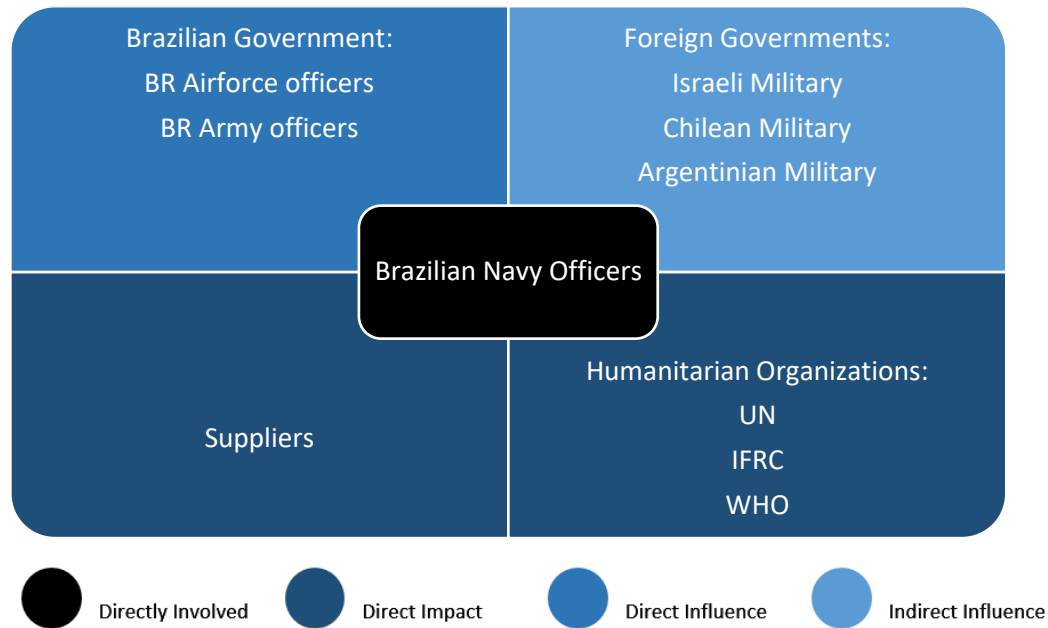 Brazilian Government:
BR Airforce officers
BR Army officers
Foreign Governments:
Israeli Military
Chilean Military
Argentinian Military
Brazilian Navy Officers
Suppliers
Humanitarian Organizations:
UN
IFRC
WHO
Directly Involved
Direct Impact
Direct Influence
Indirect Influence